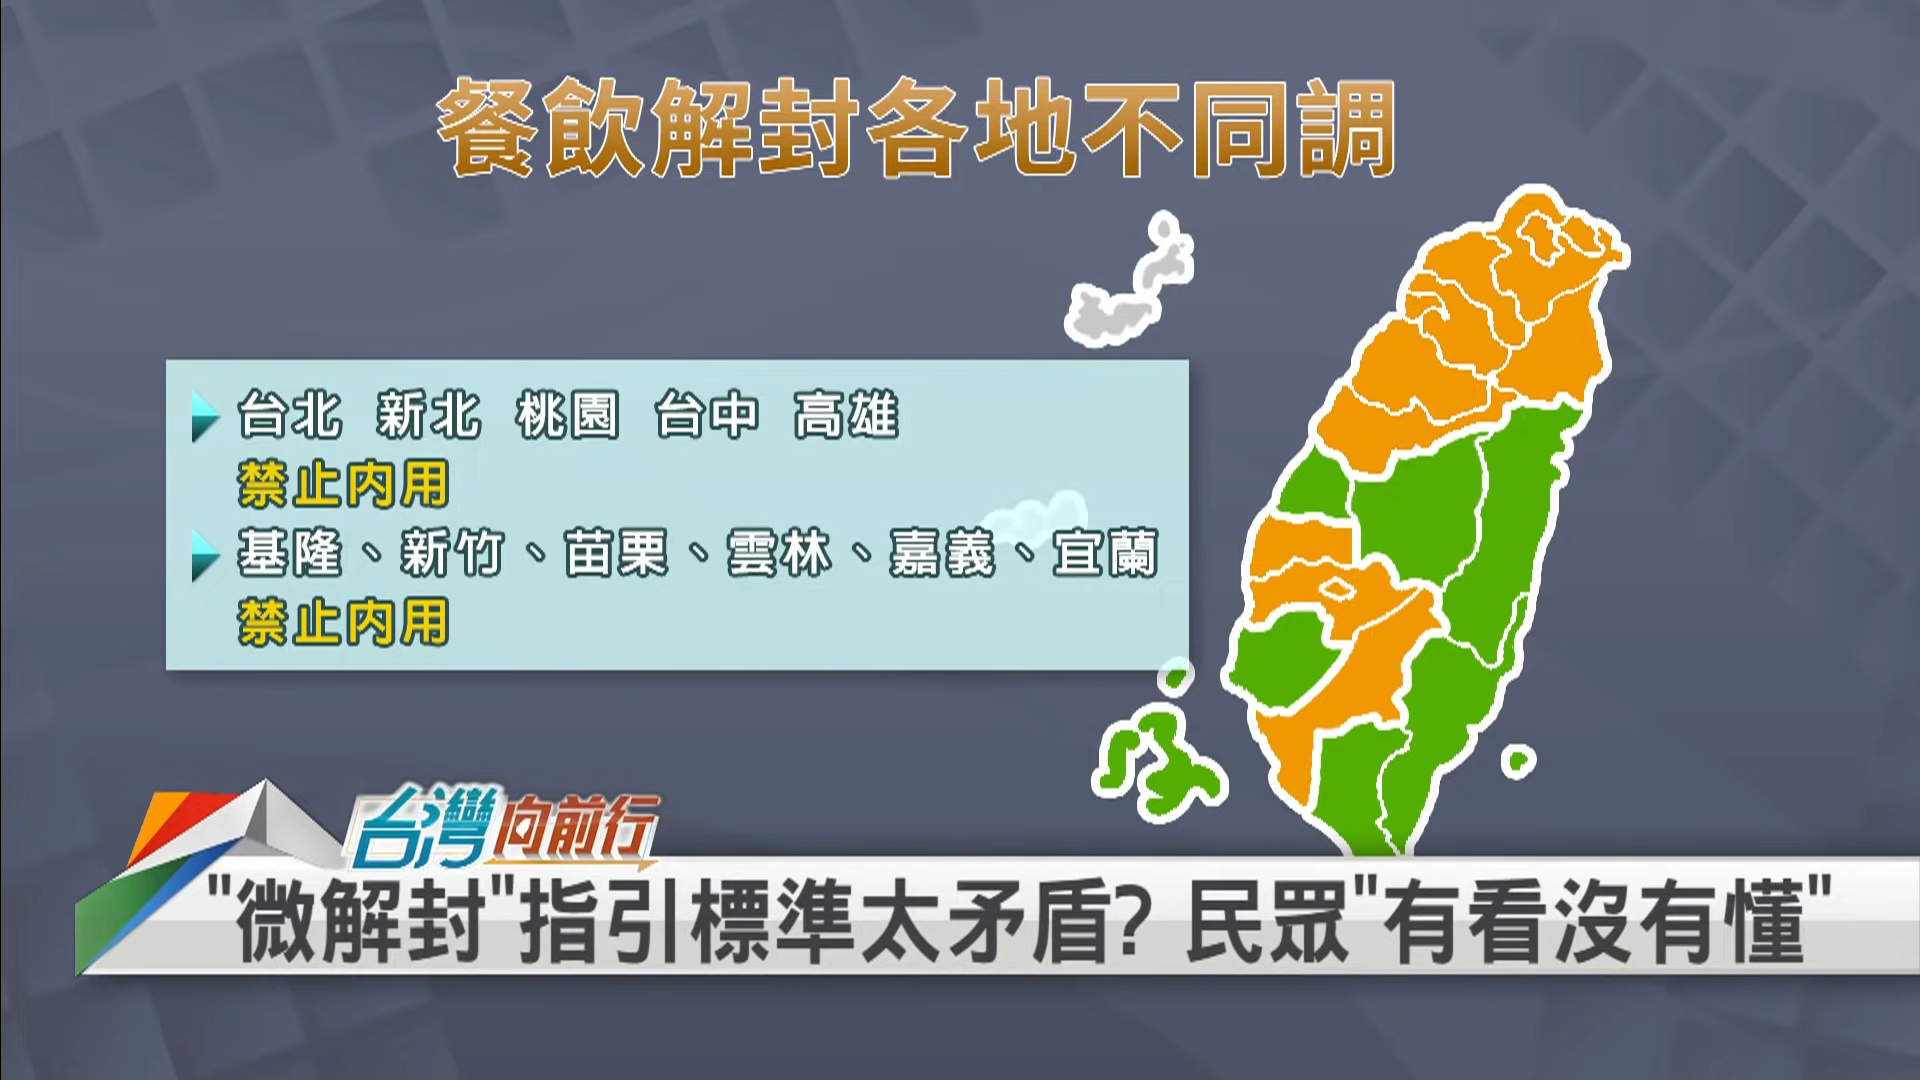 餐飲解封各地不同調
台北 新北 桃園 台中 高雄
禁止內用
基隆、新竹、苗栗、雲林、嘉義、宜蘭
禁止內用
台灣向前行
"微解封"指引標準太矛盾? 民眾"有看沒有懂"